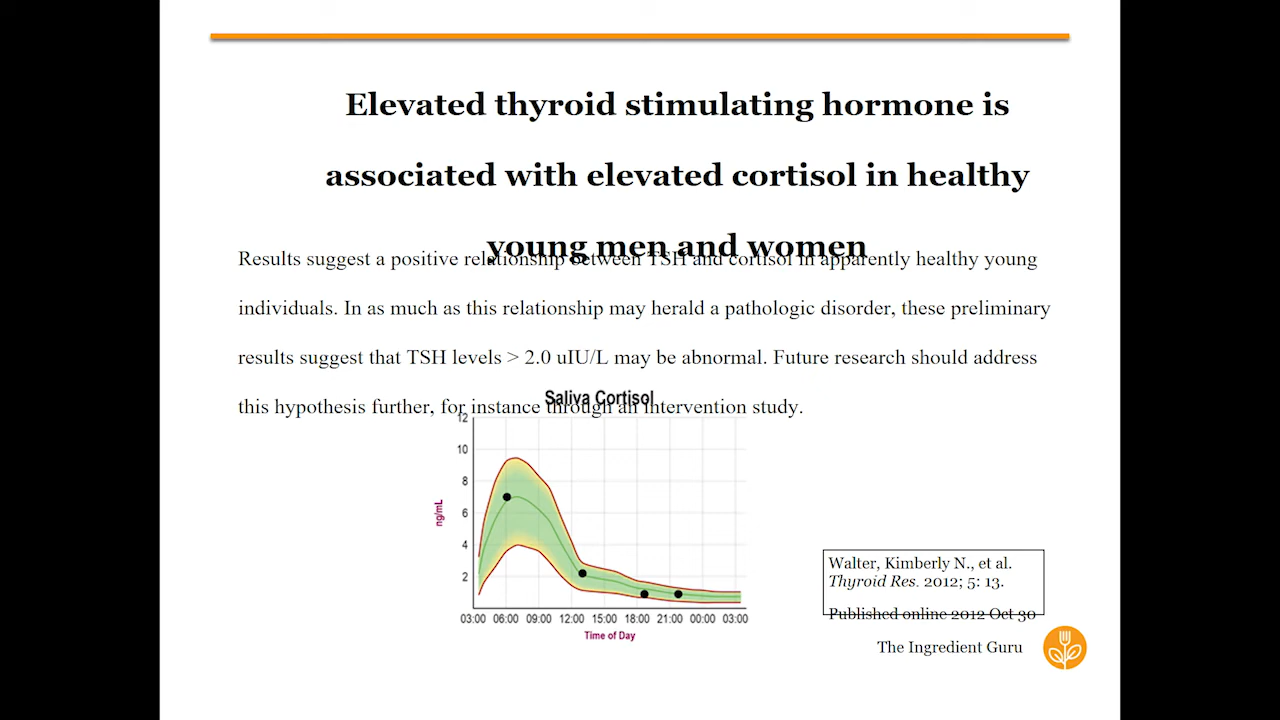 Elevated thyroid stimulating hormone is
associated with elevated cortisol in healthy
young men and women
Results suggest a positive relationship between TSH and cortisol in apparently healthy young
individuals. In as much as this relationship may herald a pathologic disorder, these preliminary
results suggest that TSH levels > 2.0 uIU/L may be abnormal. Future research should address
this hypothesis further, for instance through an intervention study.
Saliva Cortisol
12
10
8
6
4
2
ng/mL
03:00 06:00 09:00 12:00 15:00 18:00 21:00 00:00 03:00
Time of Day
Walter, Kimberly N., et al.
Thyroid Res. 2012; 5: 13.
Published online 2012 Oct 30
The Ingredient Guru